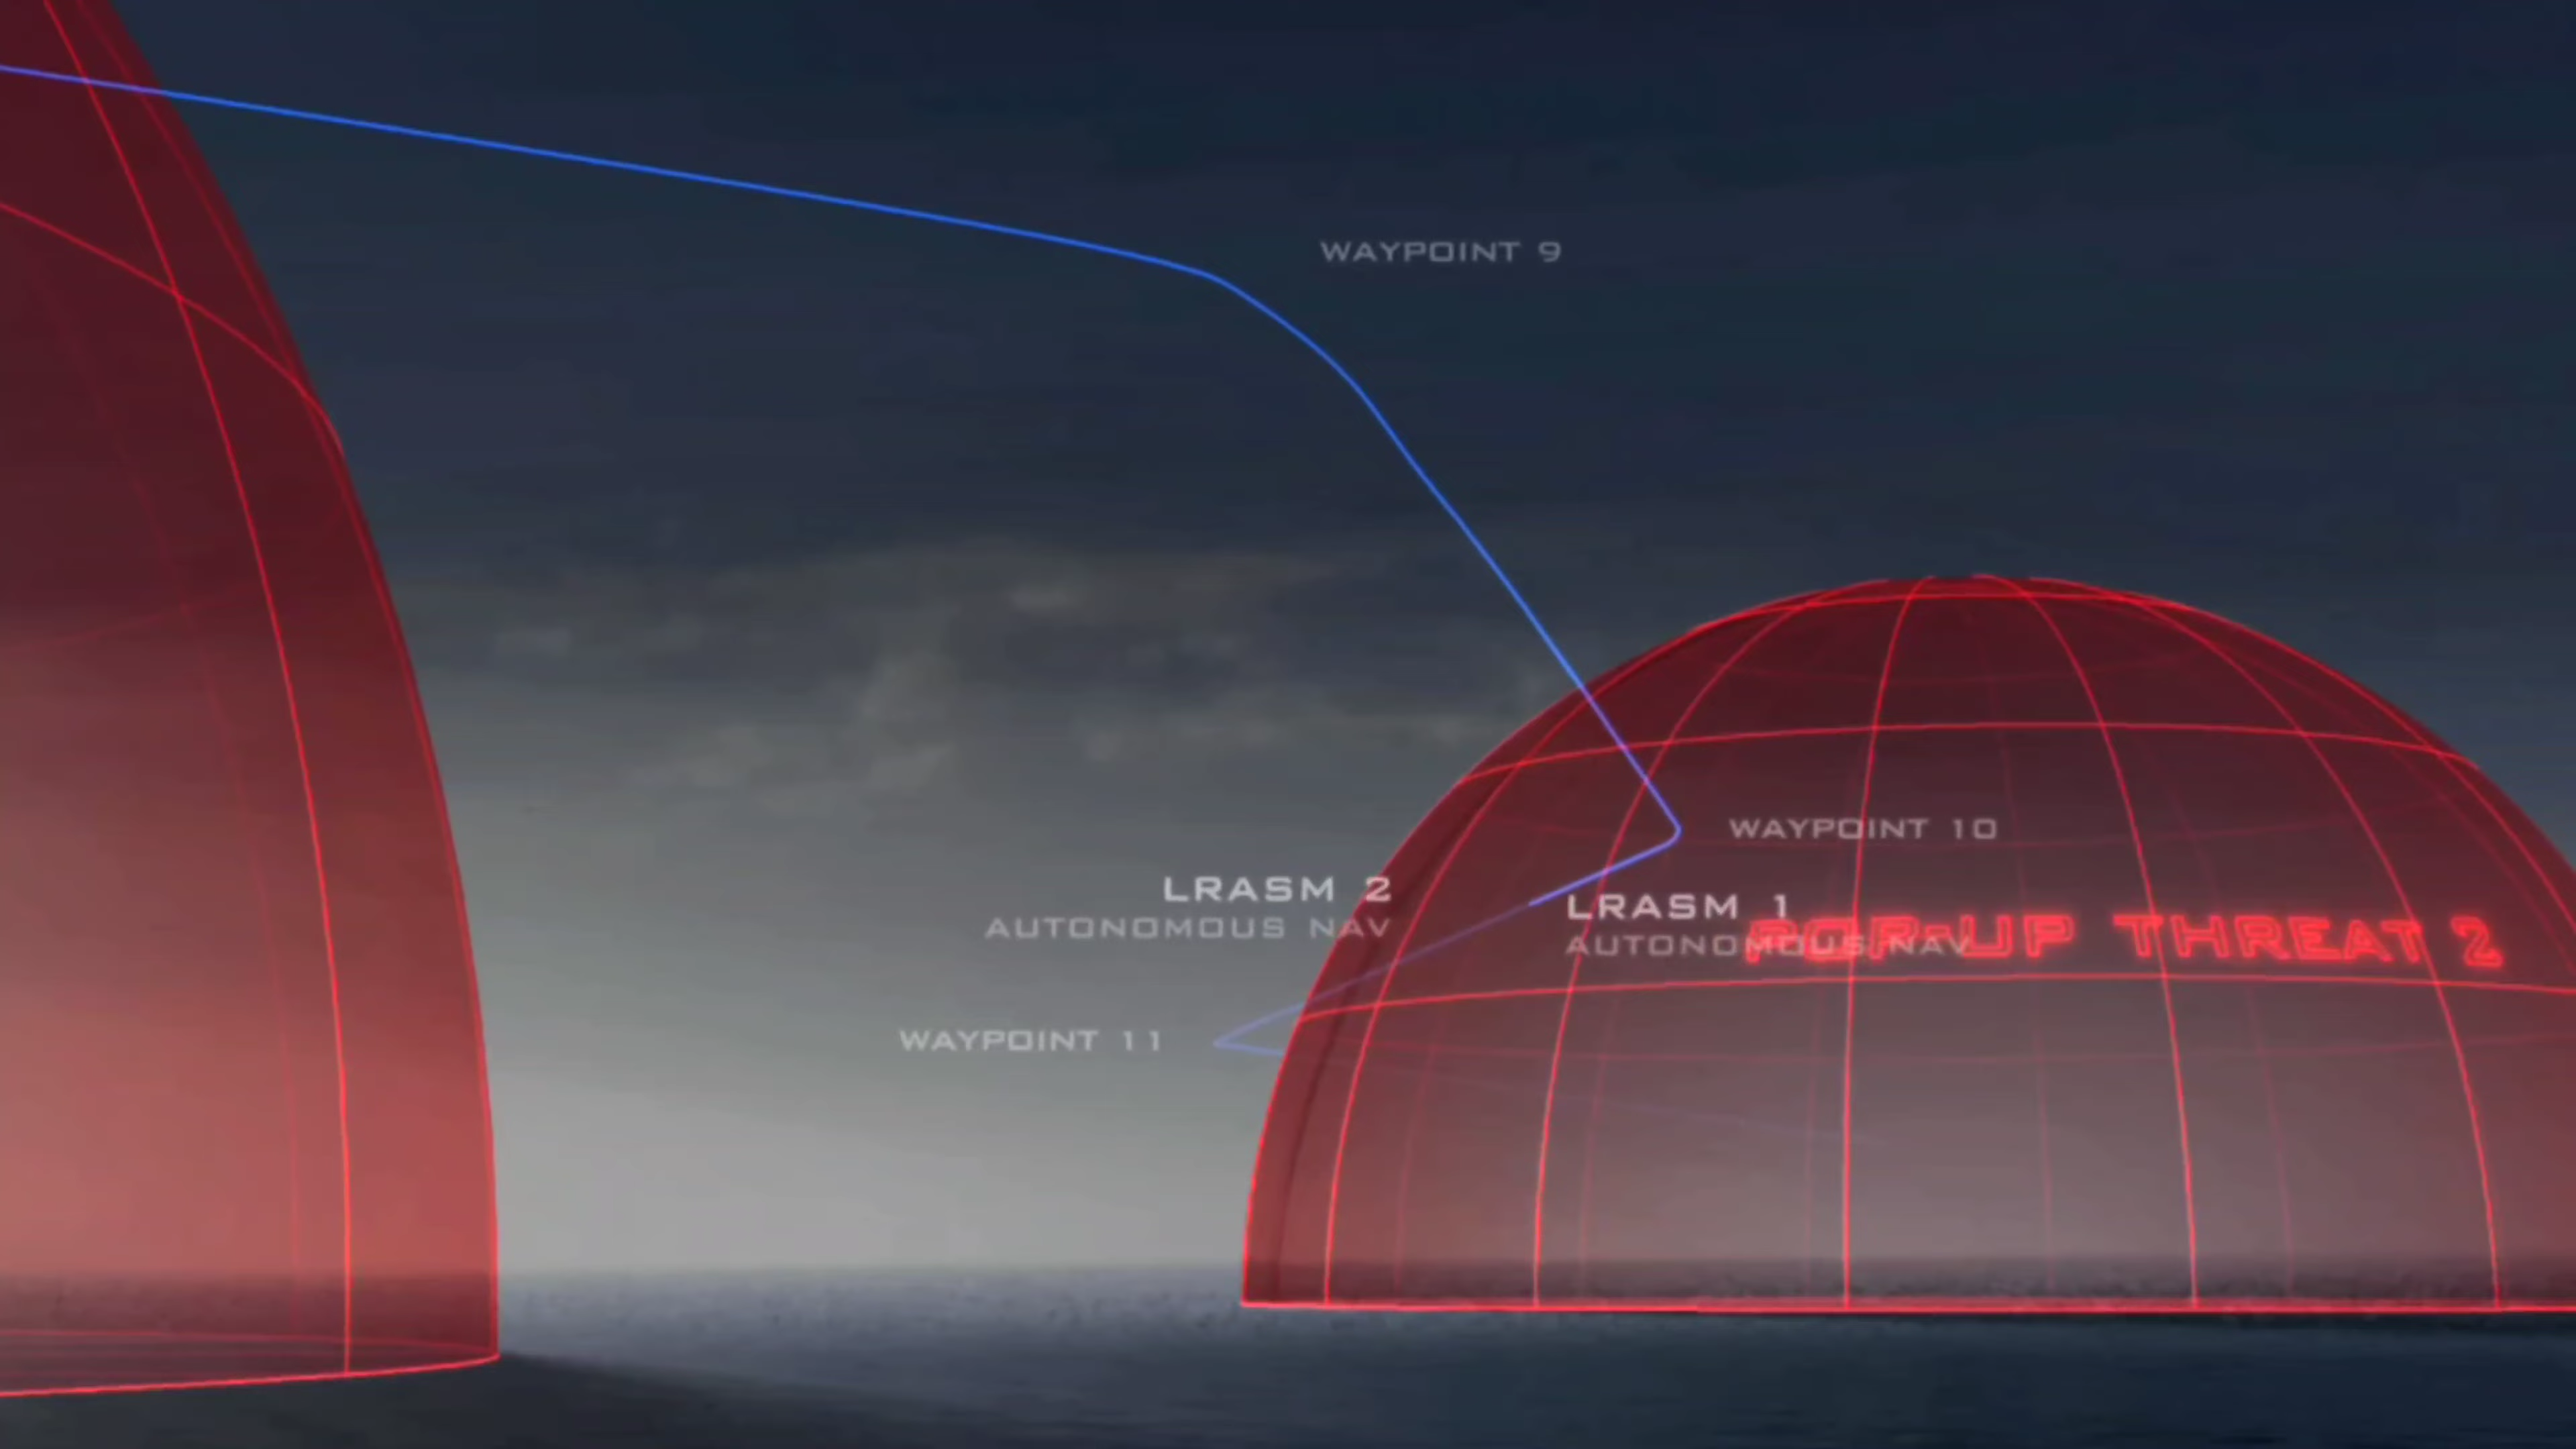 WAYPOINT 9
WAYPOINT 10
LRASM 2
AUTONOMOUS NAV
LRASM 1
AUTONOMOUS NAV
POP-UP THREAT 2
WAYPOINT 11